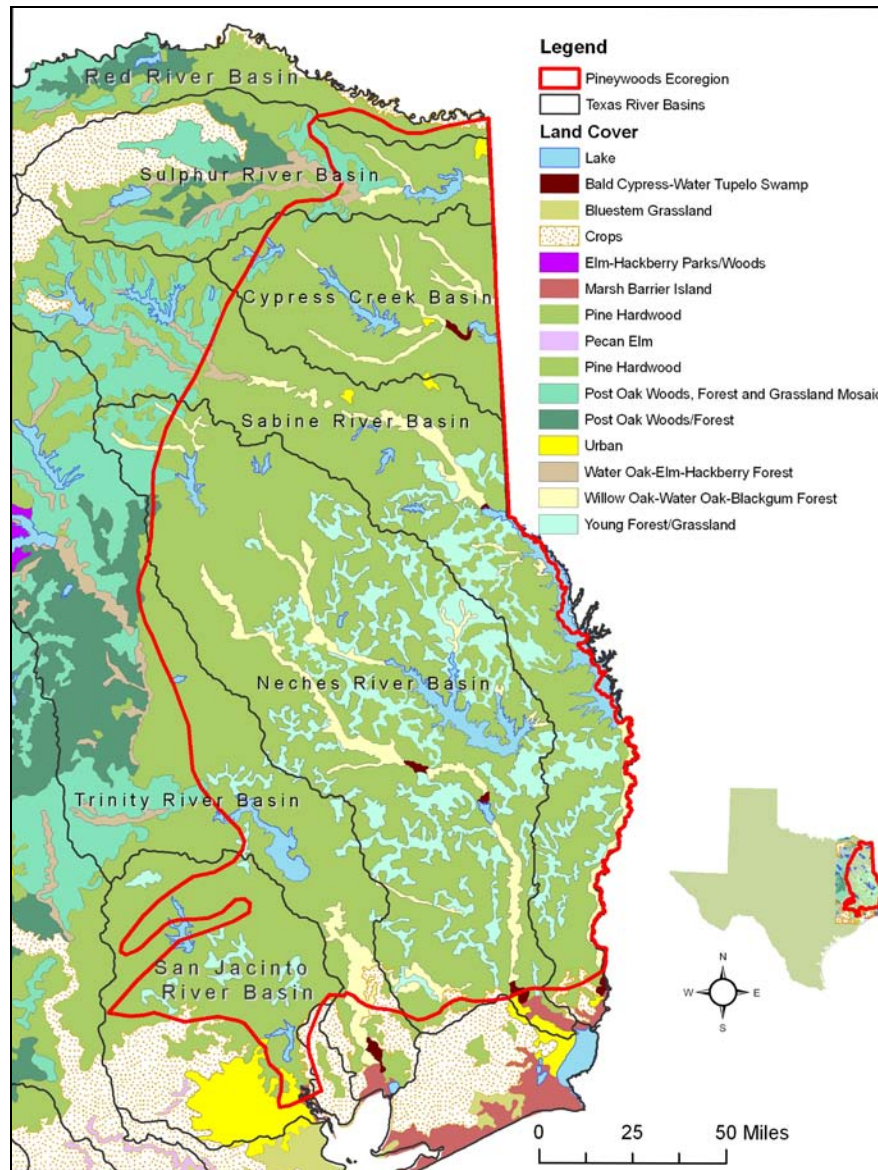 Legend
Pineywoods Ecoregion
Texas River Basins
Land Cover
Lake
Bald Cypress-Water Tupelo Swamp
Bluestem Grassland
Crops
Elm-Hackberry Parks/Woods
Marsh Barrier Island
Pine Hardwood
Pecan Elm
Pine Hardwood
Post Oak Woods, Forest and Grassland Mosaic
Post Oak Woods/Forest
Urban
Water Oak-Elm-Hackberry Forest
Willow Oak-Water Oak-Blackgum Forest
Young Forest/Grassland
Red River Basin
Sulphur River Basin
Cypress Creek Basin
Sabine River Basin
Neches River Basin
Trinity River Basin
San Jacinto
River Basin
N
W E
S
0 25 50 Miles